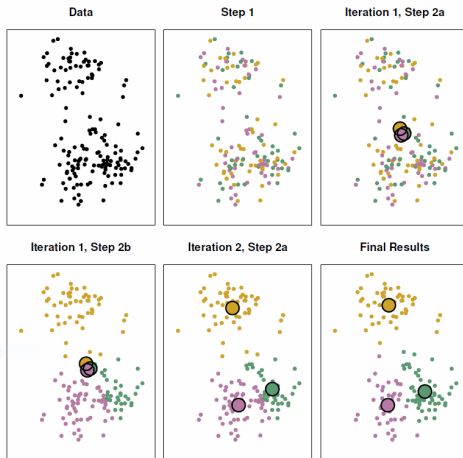 Data
Step 1
Iteration 1, Step 2a
Iteration 1, Step 2b
Iteration 2, Step 2a
Final Results